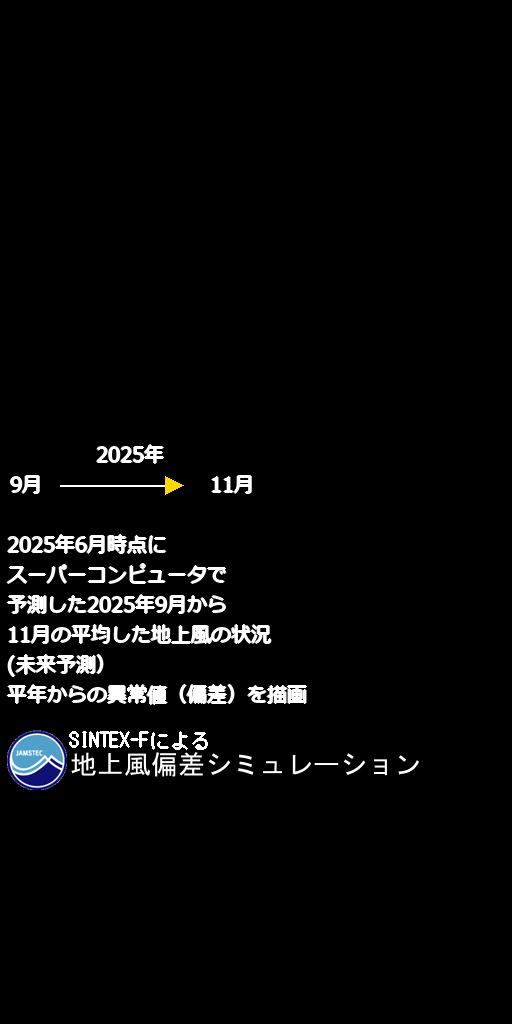 2025年
9月
11月
2025年6月時点に
スーパーコンピュータで
予測した2025年9月から
11月の平均した地上風の状況
(未来予測）
平年からの異常値（偏差）を描画
JAMSTEC
SINTEX-Fによる
地上風偏差シミュレーション